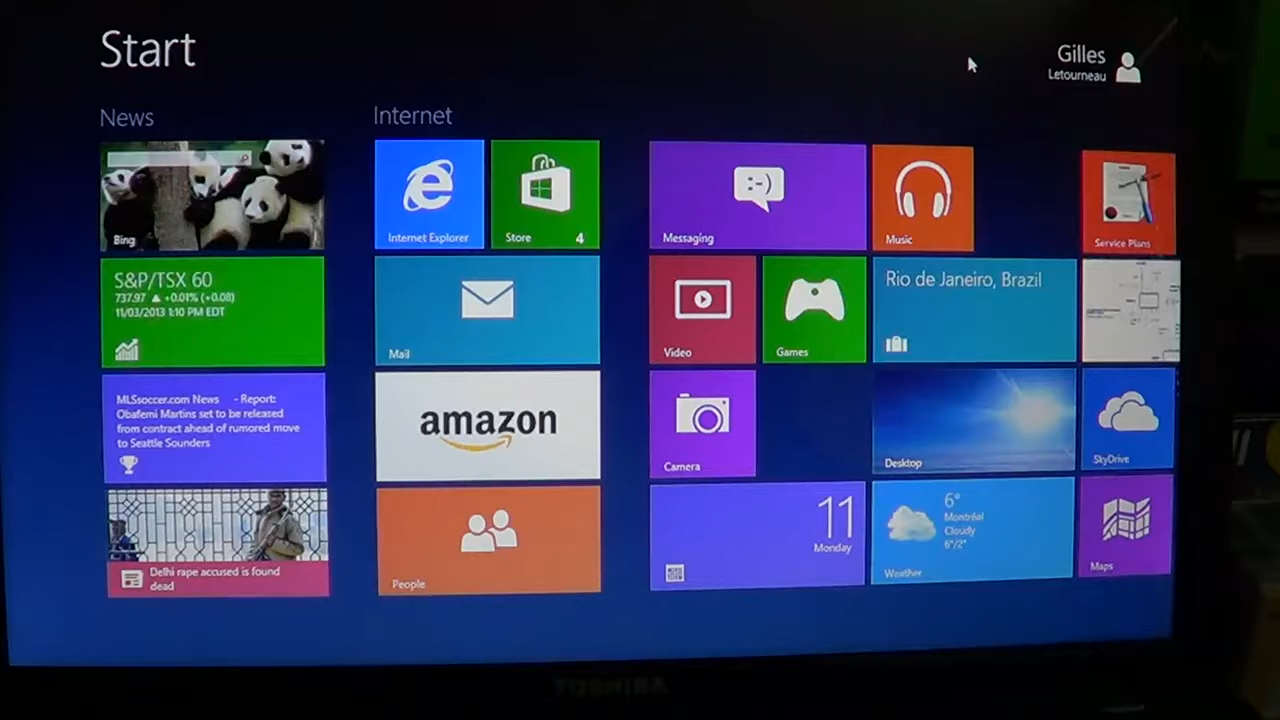 Start
Gilles
Letourneau
News
Internet
Bing
Internet Explorer
Store
4
Messaging
Music
Service Plans
S&P/TSX 60
737.97 ▲ +0.01% (+0.08)
11/03/2013 1:10 PM EDT
Mail
Video
Games
Rio de Janeiro, Brazil
MLSsoccer.com News - Report:
Obafemi Martins set to be released
from contract ahead of rumored move
to Seattle Sounders
amazon
Camera
Desktop
SkyDrive
Delhi rape accused is found
dead
People
11
Monday
6°
Montréal
Cloudy
6°/2°
Weather
Maps
TOSHIBA